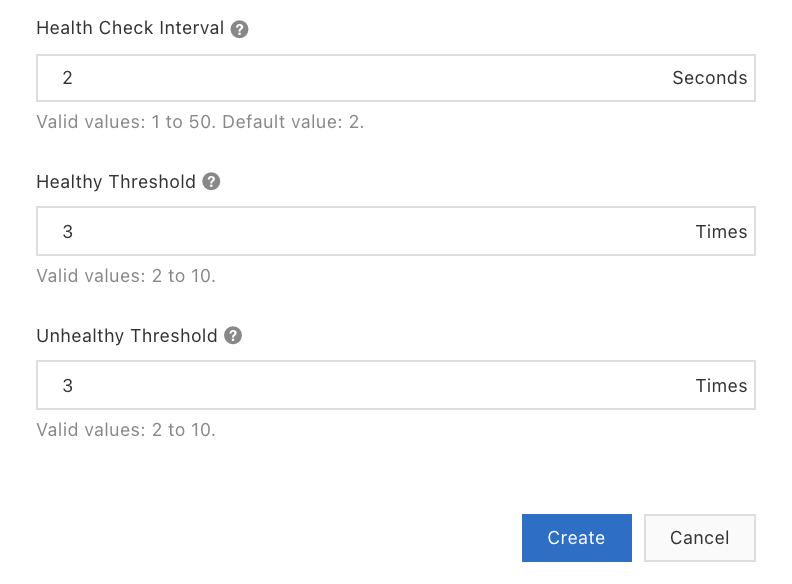 Health Check Interval ?
2 Seconds
Valid values: 1 to 50. Default value: 2.
Healthy Threshold ?
3 Times
Valid values: 2 to 10.
Unhealthy Threshold ?
3 Times
Valid values: 2 to 10.
Create Cancel